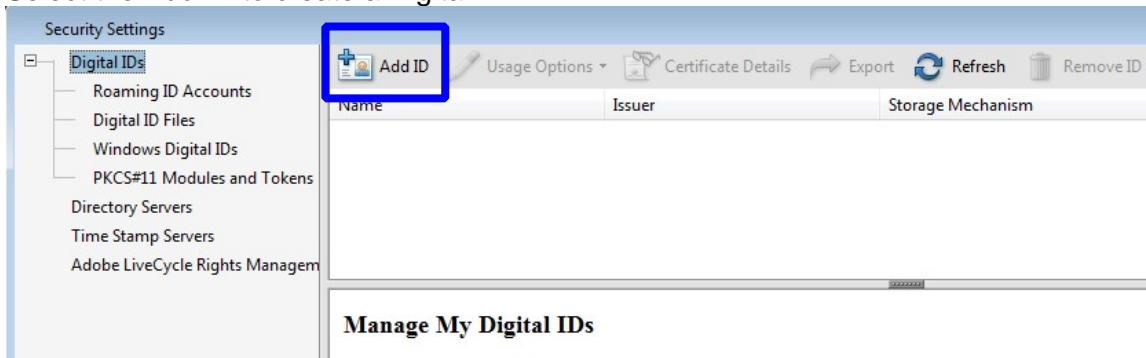 Security Settings
Digital IDs
Roaming ID Accounts
Digital ID Files
Windows Digital IDs
PKCS#11 Modules and Tokens
Directory Servers
Time Stamp Servers
Adobe LiveCycle Rights Managem
Add ID Usage Options Certificate Details Export Refresh Remove ID
Name Issuer Storage Mechanism
Manage My Digital IDs